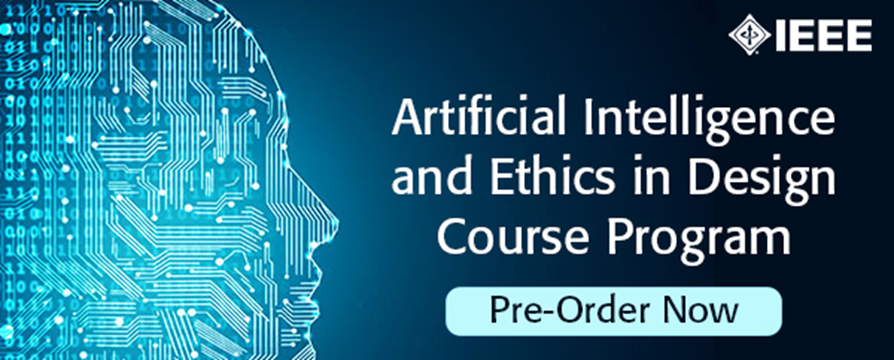 IEEE
Artificial Intelligence
and Ethics in Design
Course Program
Pre-Order Now